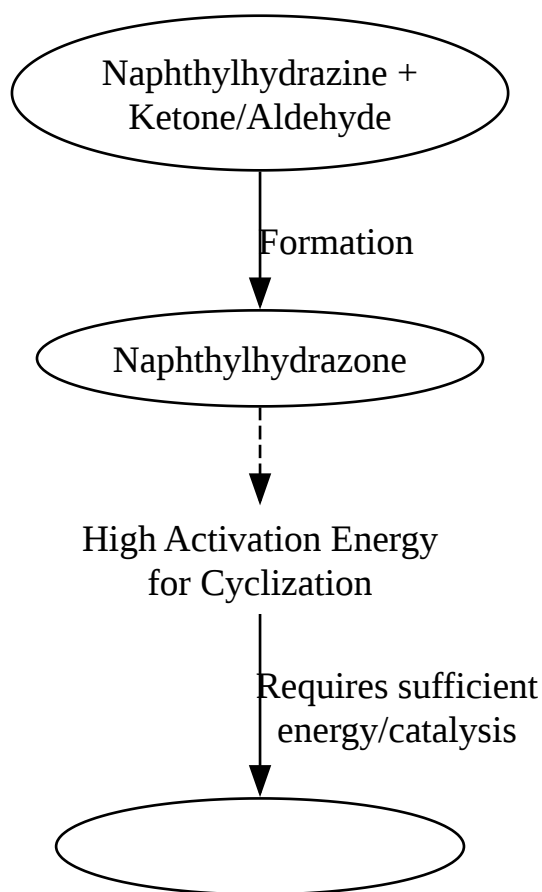 Naphthylhydrazine +
Ketone/Aldehyde
Formation
Naphthylhydrazone
High Activation Energy
for Cyclization
Requires sufficient
energy/catalysis